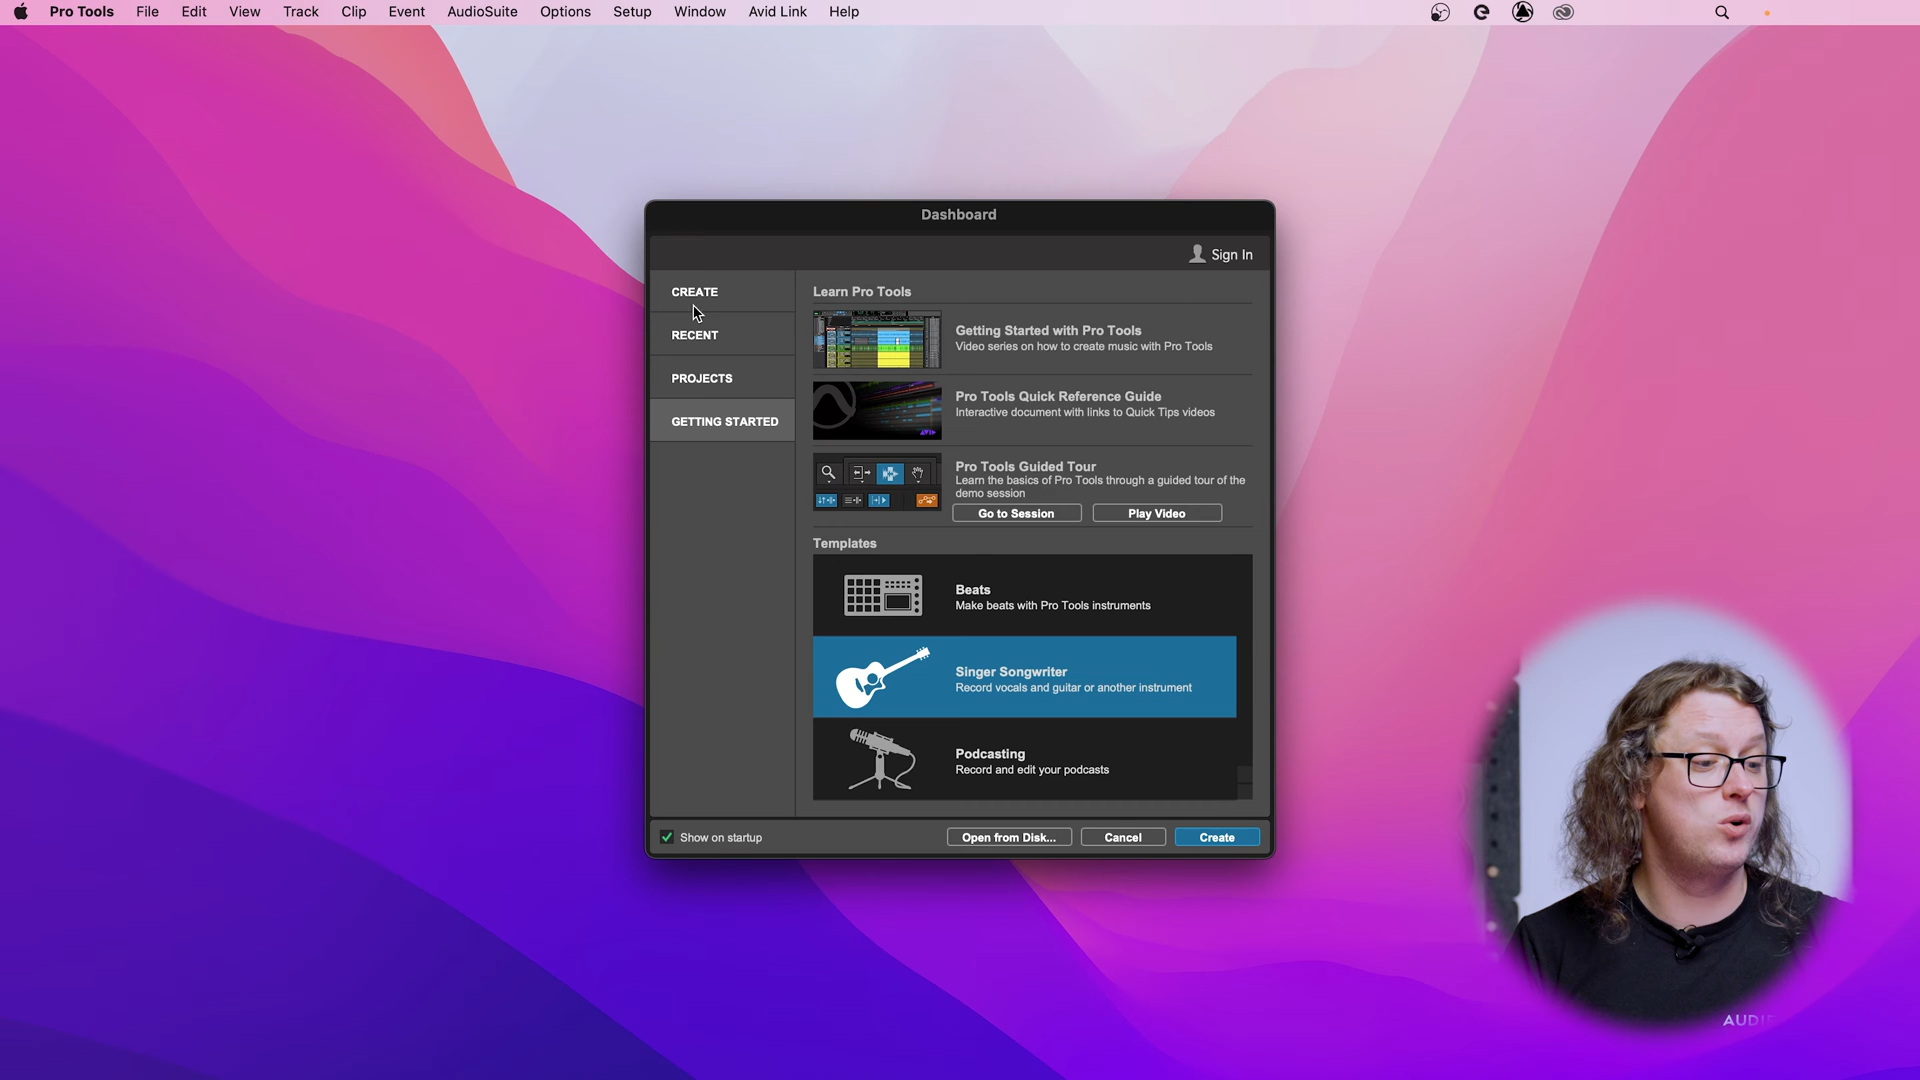 Pro Tools File Edit View Track Clip Event AudioSuite Options Setup Window Avid Link Help
Dashboard
Sign In
CREATE
RECENT
PROJECTS
GETTING STARTED
Learn Pro Tools
Getting Started with Pro Tools
Video series on how to create music with Pro Tools
Pro Tools Quick Reference Guide
Interactive document with links to Quick Tips videos
AVID
Pro Tools Guided Tour
Learn the basics of Pro Tools through a guided tour of the
demo session
Go to Session Play Video
Templates
Beats
Make beats with Pro Tools instruments
Singer Songwriter
Record vocals and guitar or another instrument
Podcasting
Record and edit your podcasts
Show on startup
Open from Disk... Cancel Create